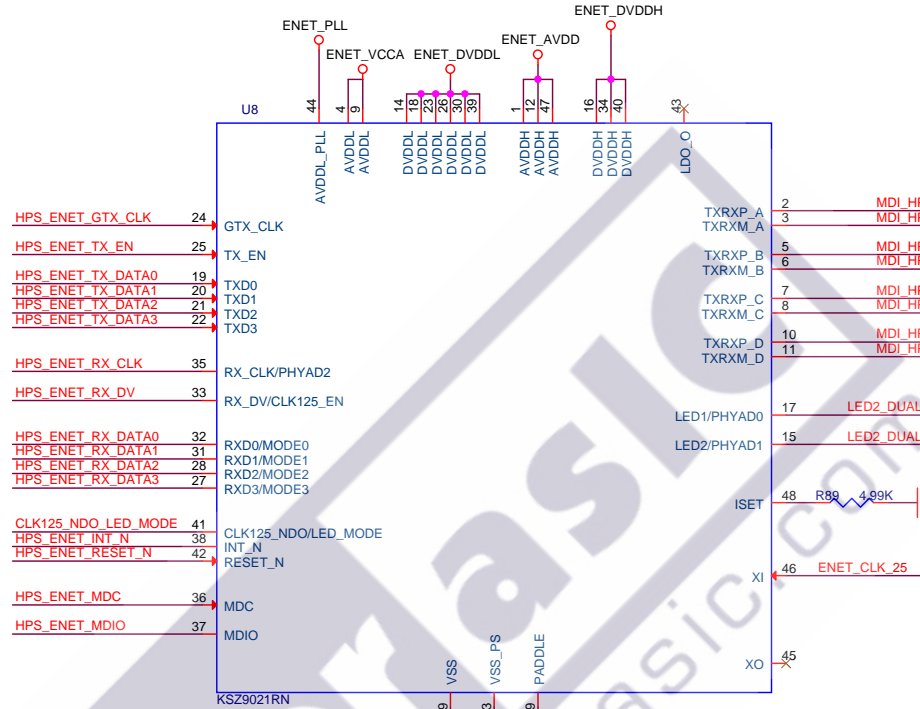 ENET_PLL
ENET_VCCA
ENET_DVDDL
ENET_AVDD
ENET_DVDDH
U8
44
4
9
14
18
23
26
30
39
1
12
47
16
34
40
43
AVDDL_PLL
AVDDL
AVDDL
DVDDL
DVDDL
DVDDL
DVDDL
DVDDL
DVDDL
AVDDH
AVDDH
AVDDH
DVDDH
DVDDH
DVDDH
LDO_O
HPS_ENET_GTX_CLK 24 GTX_CLK
HPS_ENET_TX_EN 25 TX_EN
HPS_ENET_TX_DATA0 19 TXD0
HPS_ENET_TX_DATA1 20 TXD1
HPS_ENET_TX_DATA2 21 TXD2
HPS_ENET_TX_DATA3 22 TXD3
HPS_ENET_RX_CLK 35 RX_CLK/PHYAD2
HPS_ENET_RX_DV 33 RX_DV/CLK125_EN
HPS_ENET_RX_DATA0 32 RXD0/MODE0
HPS_ENET_RX_DATA1 31 RXD1/MODE1
HPS_ENET_RX_DATA2 28 RXD2/MODE2
HPS_ENET_RX_DATA3 27 RXD3/MODE3
CLK125_NDO_LED_MODE 41 CLK125_NDO/LED_MODE
HPS_ENET_INT_N 38 INT_N
HPS_ENET_RESET_N 42 RESET_N
HPS_ENET_MDC 36 MDC
HPS_ENET_MDIO 37 MDIO
TXRXP_A 2
TXRXM_A 3
TXRXP_B 5
TXRXM_B 6
TXRXP_C 7
TXRXM_C 8
TXRXP_D 10
TXRXM_D 11
LED1/PHYAD0 17 LED2_DUAL
LED2/PHYAD1 15 LED2_DUAL
ISET 48 R89 4.99K
XI 46 ENET_CLK_25
XO 45
VSS
VSS_PS
PADDLE
KSZ9021RN
asic
asic.com